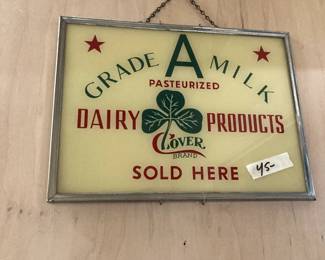 GRADE A MILK
PASTEURIZED
DAIRY PRODUCTS
CLOVER
BRAND
SOLD HERE
45-